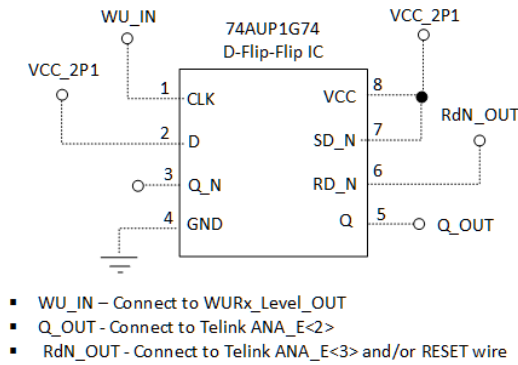 WU_IN
74AUP1G74
D-Flip-Flip IC
VCC_2P1
VCC_2P1
1
CLK
VCC
8
RdN_OUT
2
D
SD_N
7
3
Q_N
RD_N
6
4
GND
Q
5
Q_OUT
▪ WU_IN – Connect to WURx_Level_OUT
▪ Q_OUT - Connect to Telink ANA_E<2>
▪ RdN_OUT - Connect to Telink ANA_E<3> and/or RESET wire